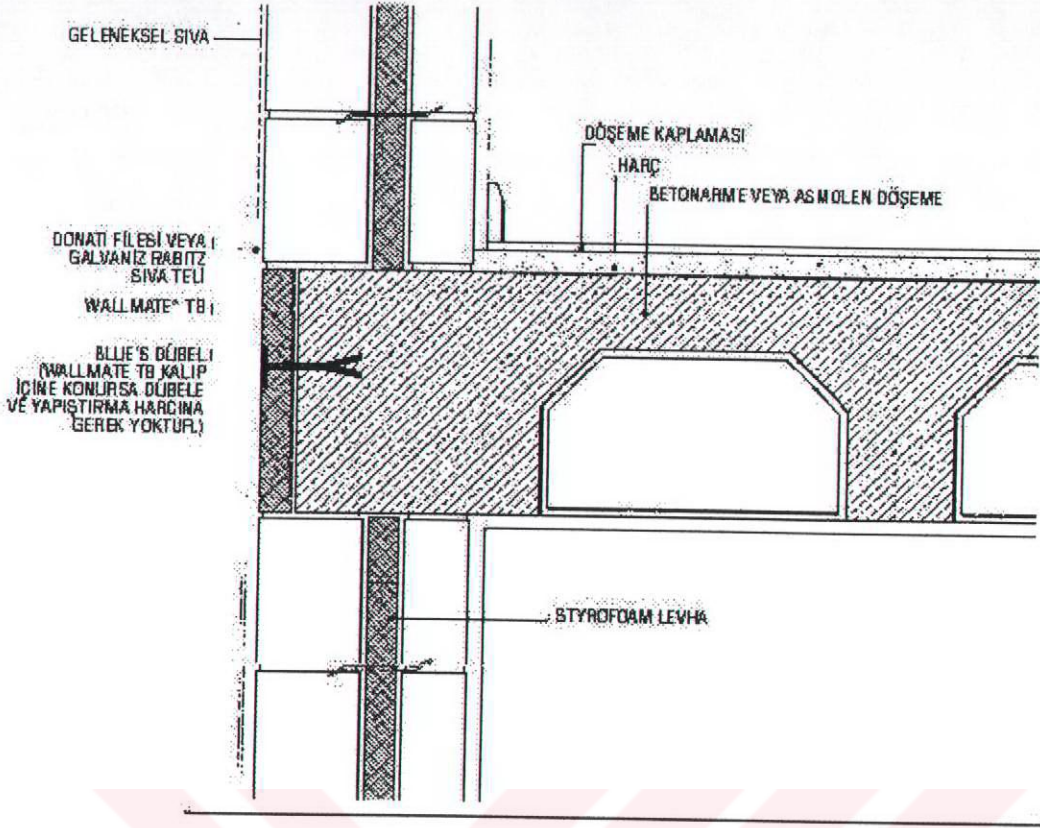 GELENEKSEL SIVA
DÖŞEME KAPLAMASI
HARÇ
BETONARME VEYA ASMOLEN DÖŞEME
DONATI FİLESİ VEYA
GALVANİZ RABITZ
SIVA TELİ
WALLMATE* TB
BLUE'S DÜBELİ
(WALLMATE TB KALIP
İÇİNE KONURSA DÜBELE
VE YAPIŞTIRMA HARCINA
GEREK YOKTUR.)
STYROFOAM LEVHA